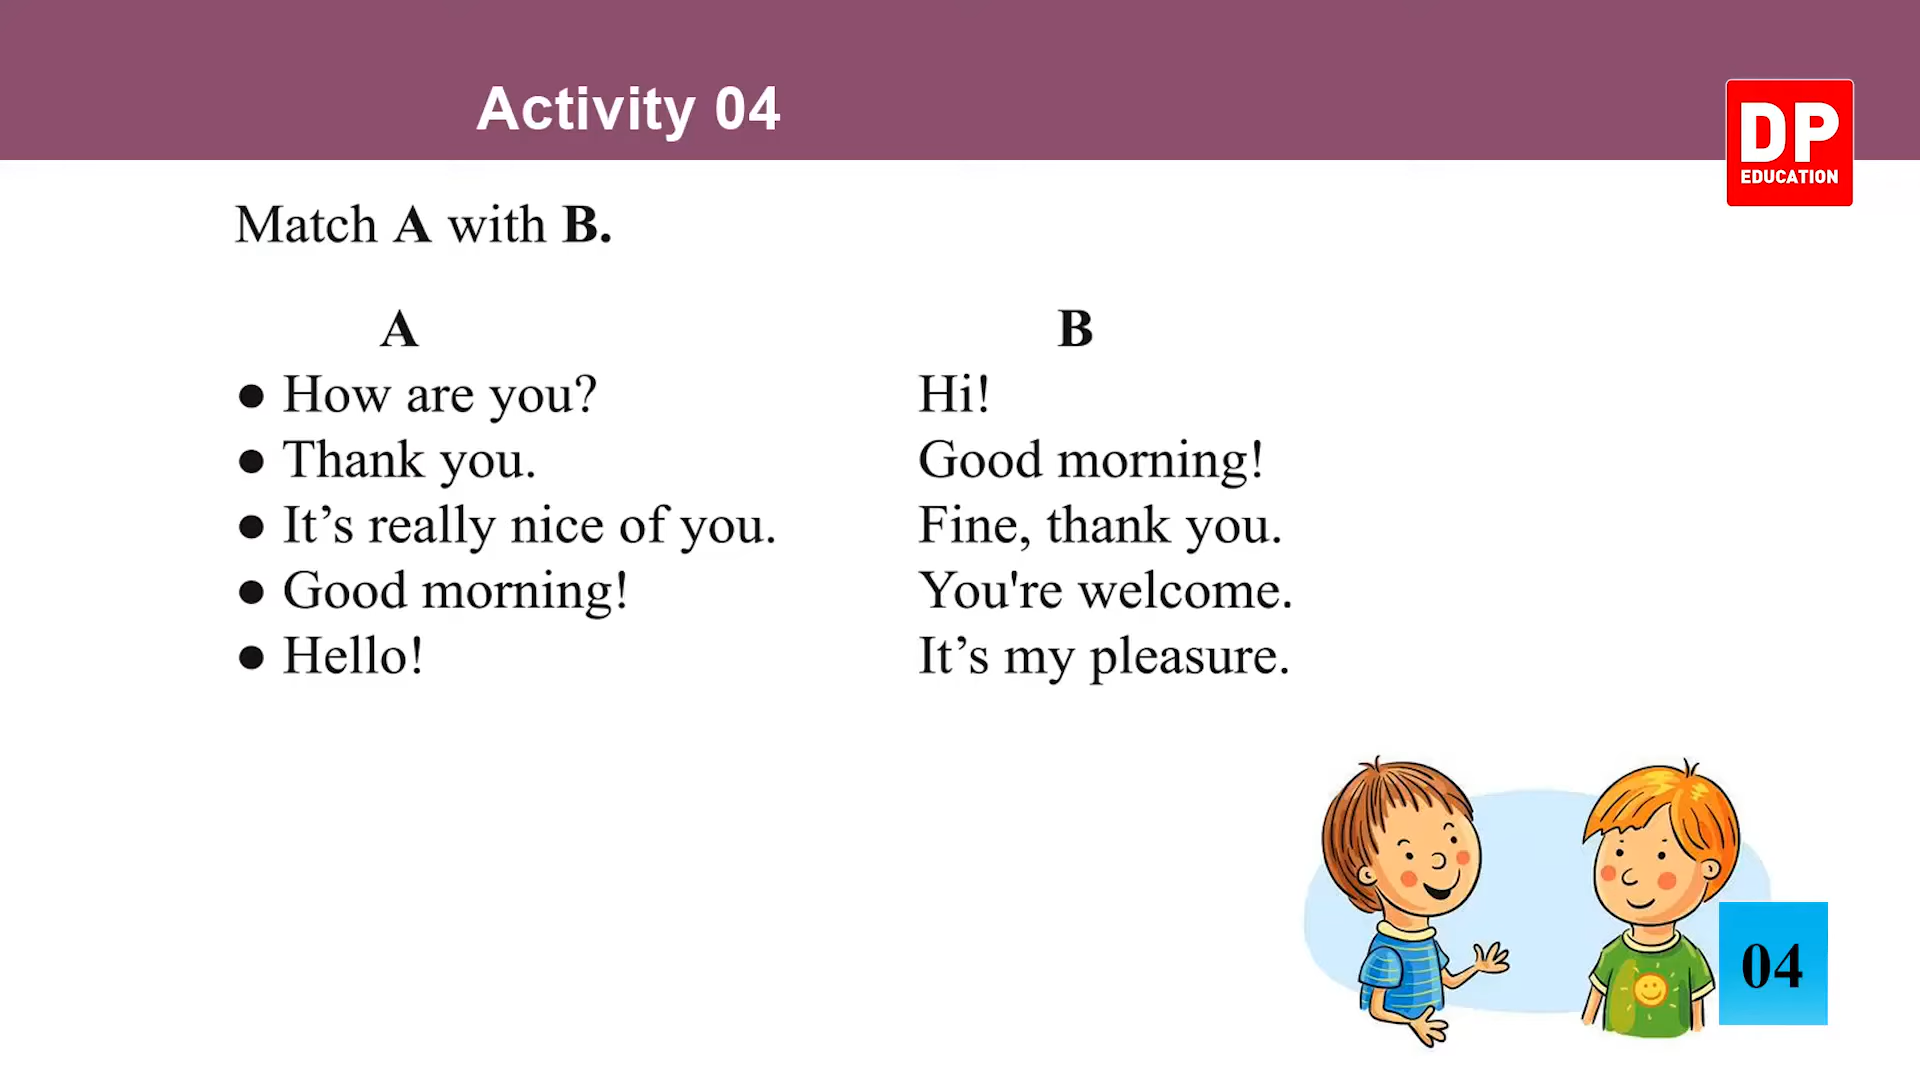 Activity 04
DP
EDUCATION
Match A with B.
A
B
● How are you?
Hi!
● Thank you.
Good morning!
● It’s really nice of you.
Fine, thank you.
● Good morning!
You're welcome.
● Hello!
It’s my pleasure.
04